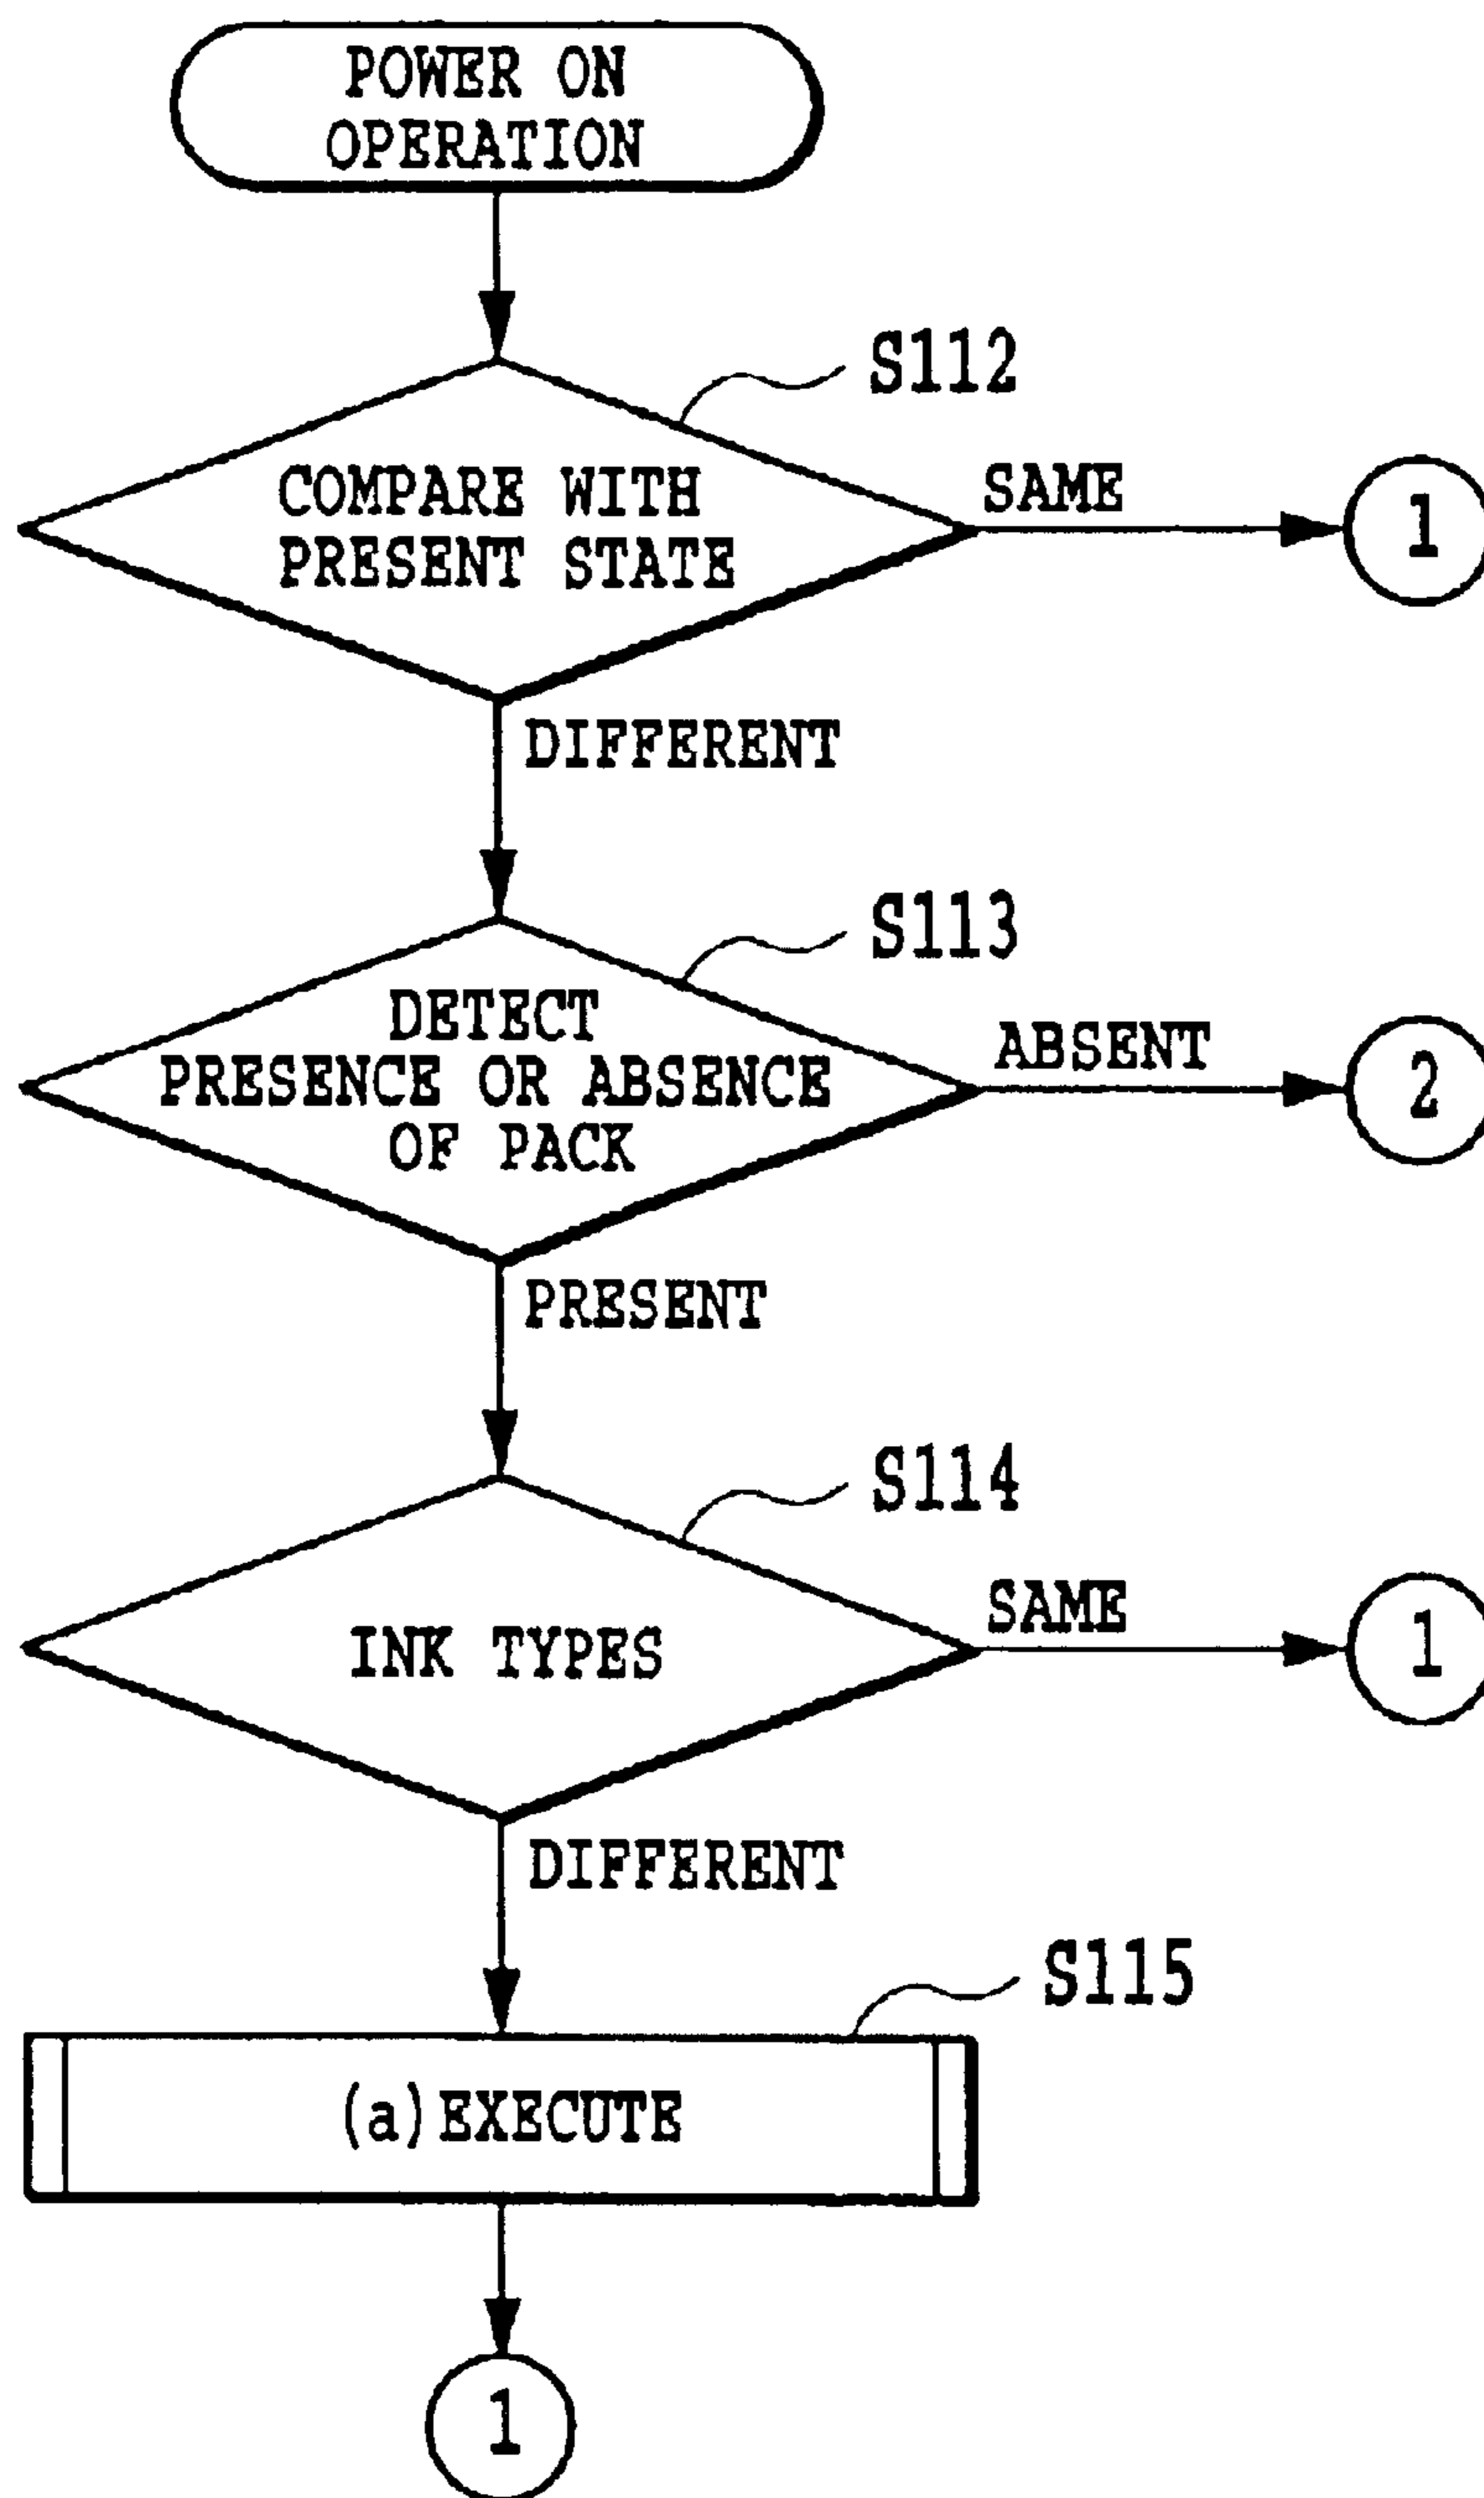 POWER ON
OPERATION
S112
COMPARE WITH
PRESENT STATE
SAME
1
DIFFERENT
S113
DETECT
PRESENCE OR ABSENCE
OF PACK
ABSENT
2
PRESENT
S114
INK TYPES
SAME
1
DIFFERENT
S115
(a)EXECUTE
1